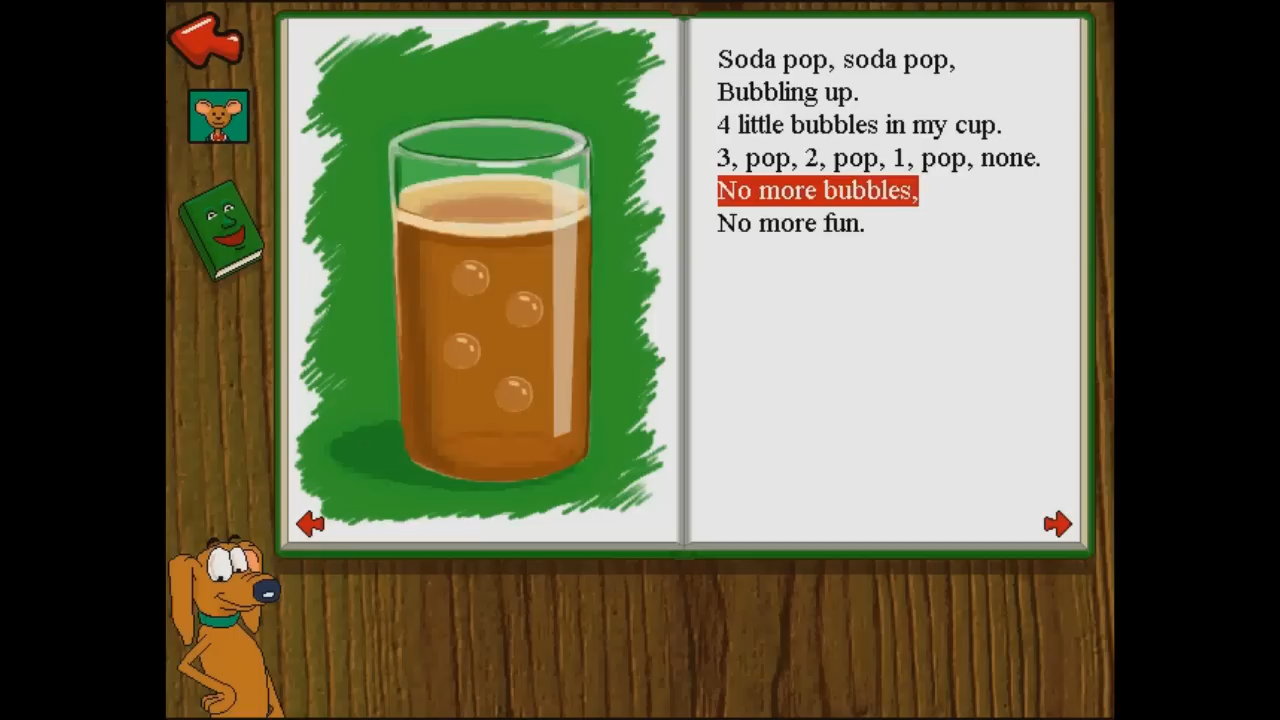 Soda pop, soda pop,
Bubbling up.
4 little bubbles in my cup.
3, pop, 2, pop, 1, pop, none.
No more bubbles,
No more fun.